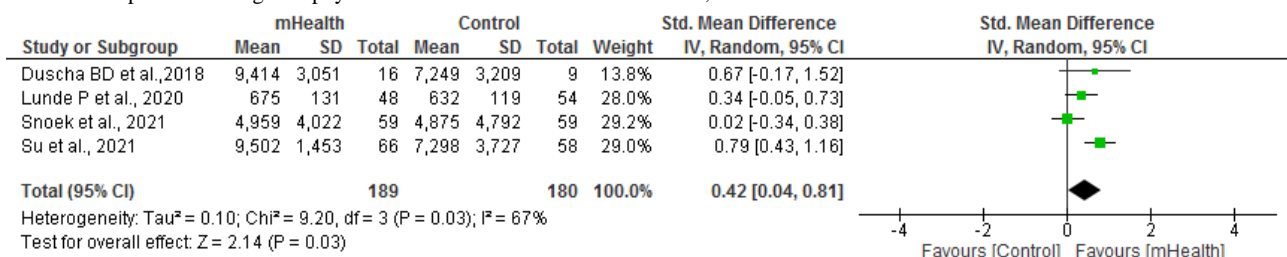 mHealth Control Std. Mean Difference Std. Mean Difference
Study or Subgroup Mean SD Total Mean SD Total Weight IV, Random, 95% CI IV, Random, 95% CI
Duscha BD et al.,2018 9,414 3,051 16 7,249 3,209 9 13.8% 0.67 [-0.17, 1.52]
Lunde P et al., 2020 675 131 48 632 119 54 28.0% 0.34 [-0.05, 0.73]
Snoek et al., 2021 4,959 4,022 59 4,875 4,792 59 29.2% 0.02 [-0.34, 0.38]
Su et al., 2021 9,502 1,453 66 7,298 3,727 58 29.0% 0.79 [0.43, 1.16]
Total (95% CI) 189 180 100.0% 0.42 [0.04, 0.81]
Heterogeneity: Tau² = 0.10; Chi² = 9.20, df = 3 (P = 0.03); I² = 67%
Test for overall effect: Z = 2.14 (P = 0.03)
-4 -2 0 2 4
Favours [Control] Favours [mHealth]